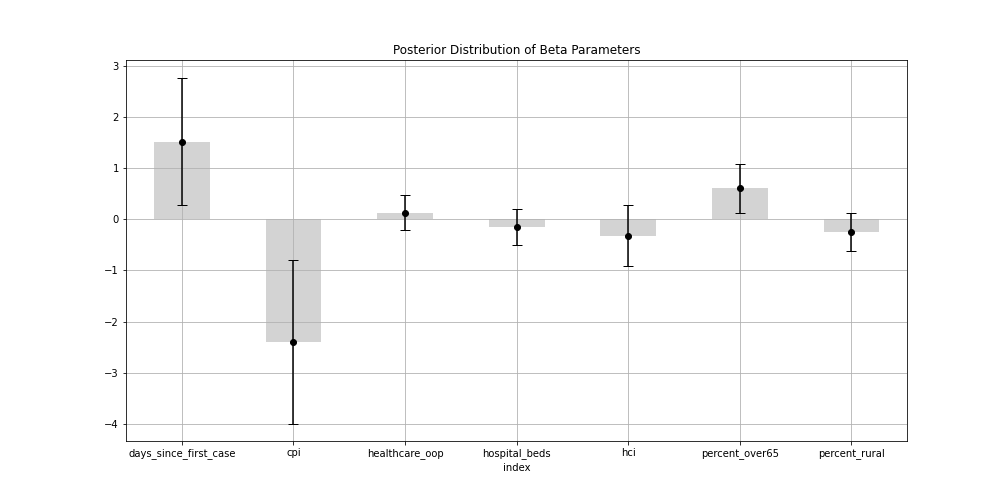 Posterior Distribution of Beta Parameters
3
2
1
0
−1
−2
−3
−4
days_since_first_case cpi healthcare_oop hospital_beds hci percent_over65 percent_rural
index